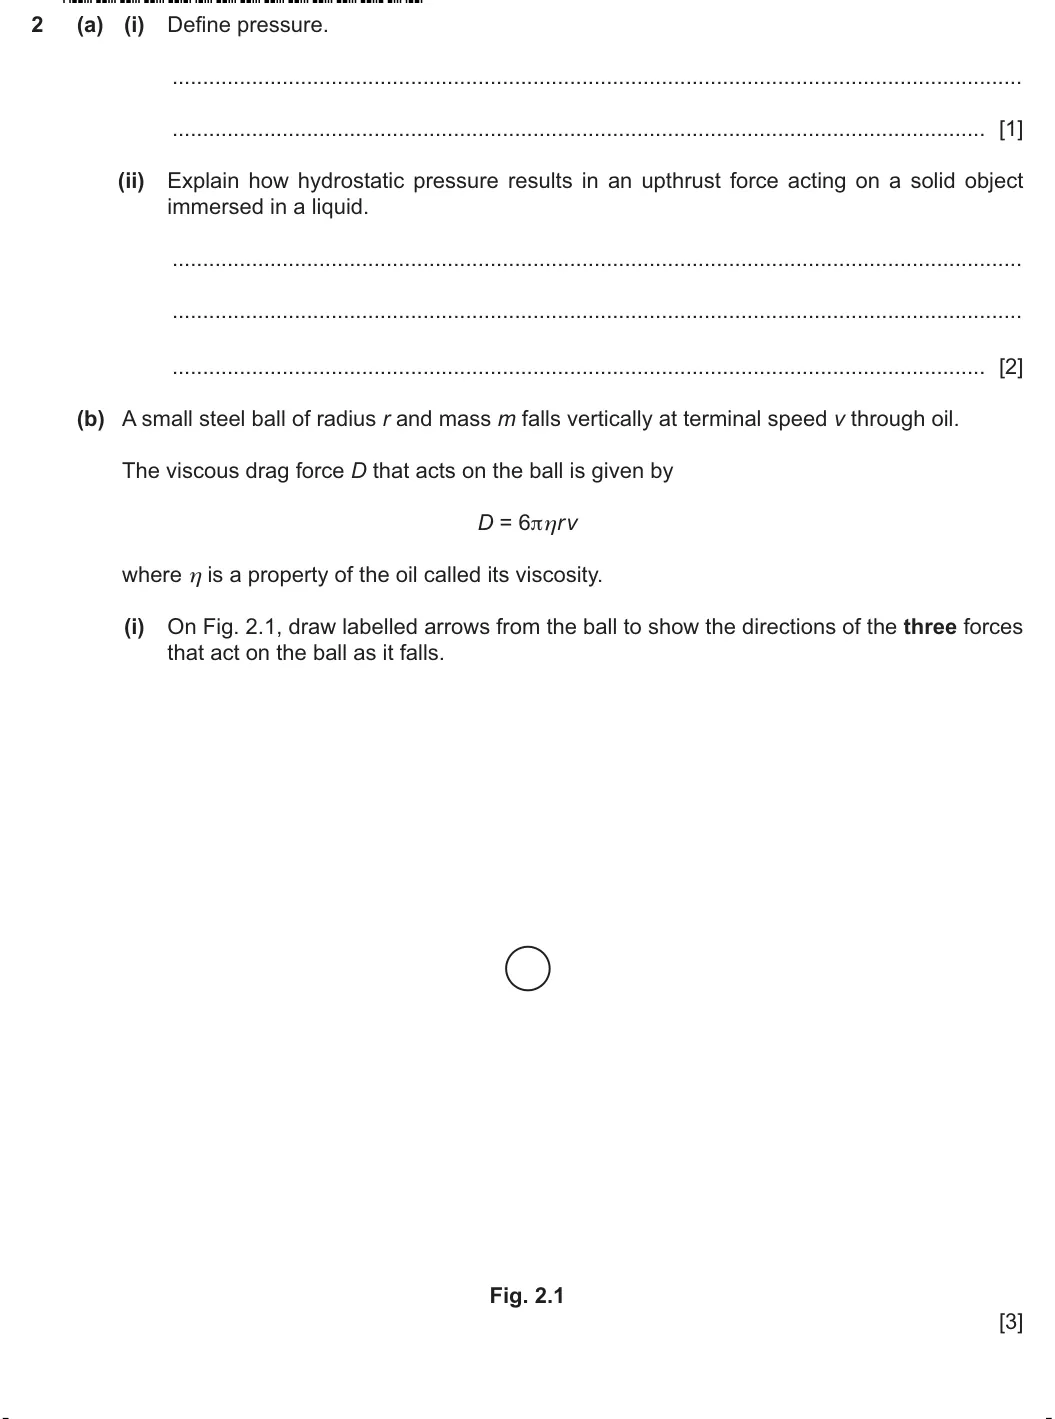 2 (a) (i) Define pressure.
..........................................................................................................................................
.................................................................................................................................... [1]
(ii) Explain how hydrostatic pressure results in an upthrust force acting on a solid object
immersed in a liquid.
..........................................................................................................................................
..........................................................................................................................................
.................................................................................................................................... [2]
(b) A small steel ball of radius r and mass m falls vertically at terminal speed v through oil.
The viscous drag force D that acts on the ball is given by
D = 6πηrv
where η is a property of the oil called its viscosity.
(i) On Fig. 2.1, draw labelled arrows from the ball to show the directions of the three forces
that act on the ball as it falls.
Fig. 2.1
[3]